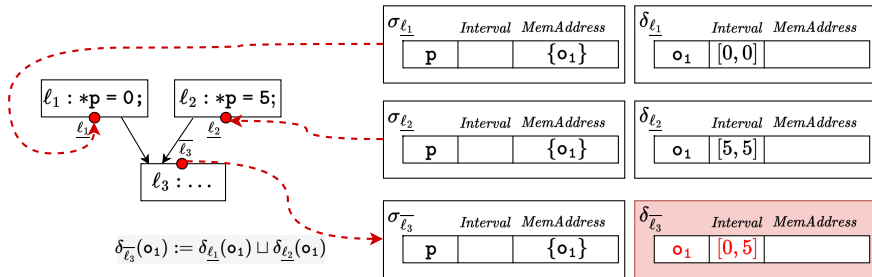 σ_ℓ₁ Interval MemAddress
p {o₁}
δ_ℓ₁ Interval MemAddress
o₁ [0, 0]
ℓ₁ : *p = 0;
ℓ₂ : *p = 5;
ℓ₁
ℓ₂
ℓ₃
ℓ₃ : ...
σ_ℓ₂ Interval MemAddress
p {o₁}
δ_ℓ₂ Interval MemAddress
o₁ [5, 5]
δ_ℓ₃(o₁) := δ_ℓ₁(o₁) ⊔ δ_ℓ₂(o₁)
σ_ℓ₃ Interval MemAddress
p {o₁}
δ_ℓ₃ Interval MemAddress
o₁ [0, 5]